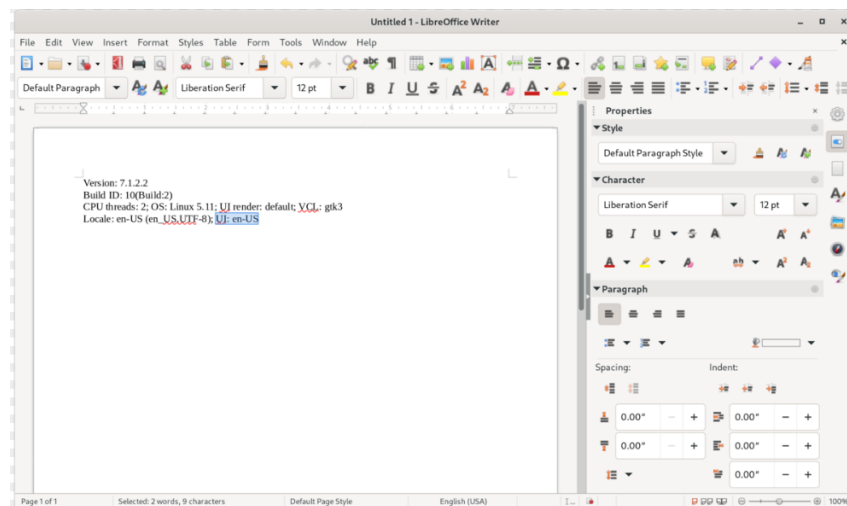 Untitled 1 - LibreOffice Writer
File Edit View Insert Format Styles Table Form Tools Window Help
Default Paragraph Liberation Serif 12 pt
Properties
Style
Default Paragraph Style
Character
Liberation Serif 12 pt
Paragraph
Spacing: Indent:
0.00" 0.00"
0.00" 0.00"
0.00"
Version: 7.1.2.2
Build ID: 10(Build:2)
CPU threads: 2; OS: Linux 5.11; UI render: default; VCL: gtk3
Locale: en-US (en_US.UTF-8); UI: en-US
Page 1 of 1 Selected: 2 words, 9 characters Default Page Style English (USA) 100%